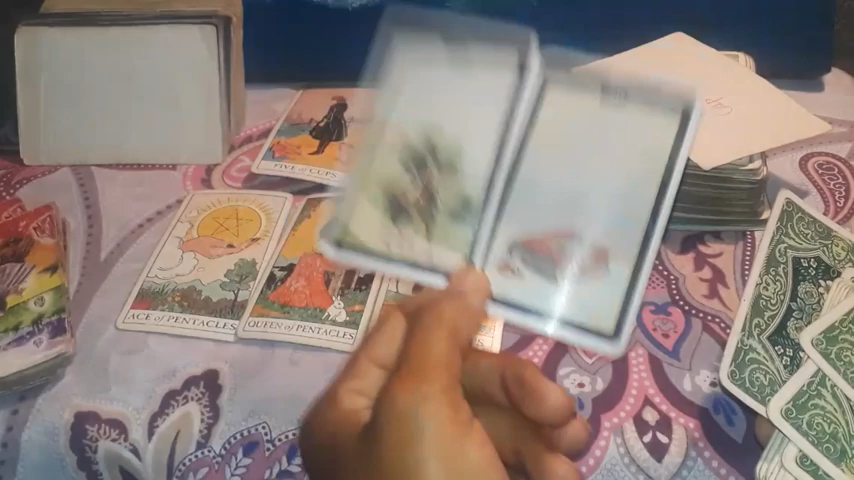 FIVE of CUPS
ACE of PENTACLES
QUEEN of PENTACLES